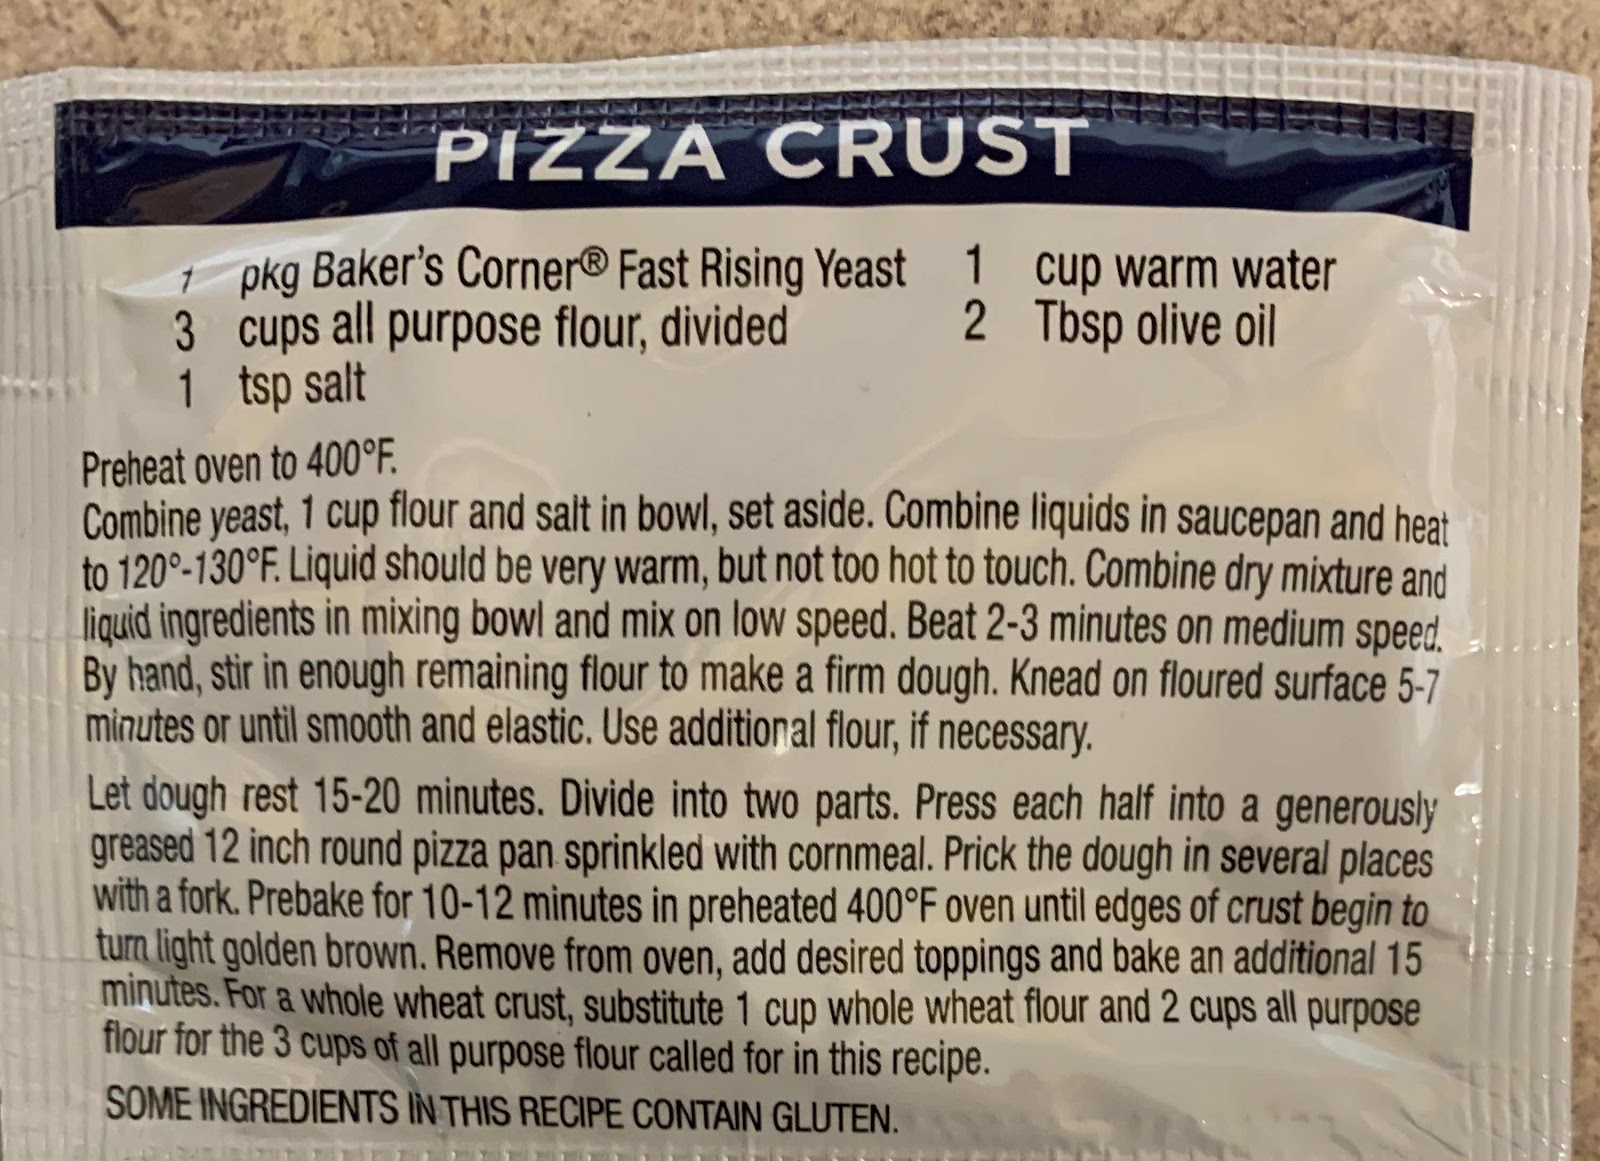 PIZZA CRUST
1 pkg Baker's Corner® Fast Rising Yeast 1 cup warm water
3 cups all purpose flour, divided 2 Tbsp olive oil
1 tsp salt
Preheat oven to 400°F.
Combine yeast, 1 cup flour and salt in bowl, set aside. Combine liquids in saucepan and heat
to 120°-130°F. Liquid should be very warm, but not too hot to touch. Combine dry mixture and
liquid ingredients in mixing bowl and mix on low speed. Beat 2-3 minutes on medium speed.
By hand, stir in enough remaining flour to make a firm dough. Knead on floured surface 5-7
minutes or until smooth and elastic. Use additional flour, if necessary.
Let dough rest 15-20 minutes. Divide into two parts. Press each half into a generously
greased 12 inch round pizza pan sprinkled with cornmeal. Prick the dough in several places
with a fork. Prebake for 10-12 minutes in preheated 400°F oven until edges of crust begin to
turn light golden brown. Remove from oven, add desired toppings and bake an additional 15
minutes. For a whole wheat crust, substitute 1 cup whole wheat flour and 2 cups all purpose
flour for the 3 cups of all purpose flour called for in this recipe.
SOME INGREDIENTS IN THIS RECIPE CONTAIN GLUTEN.